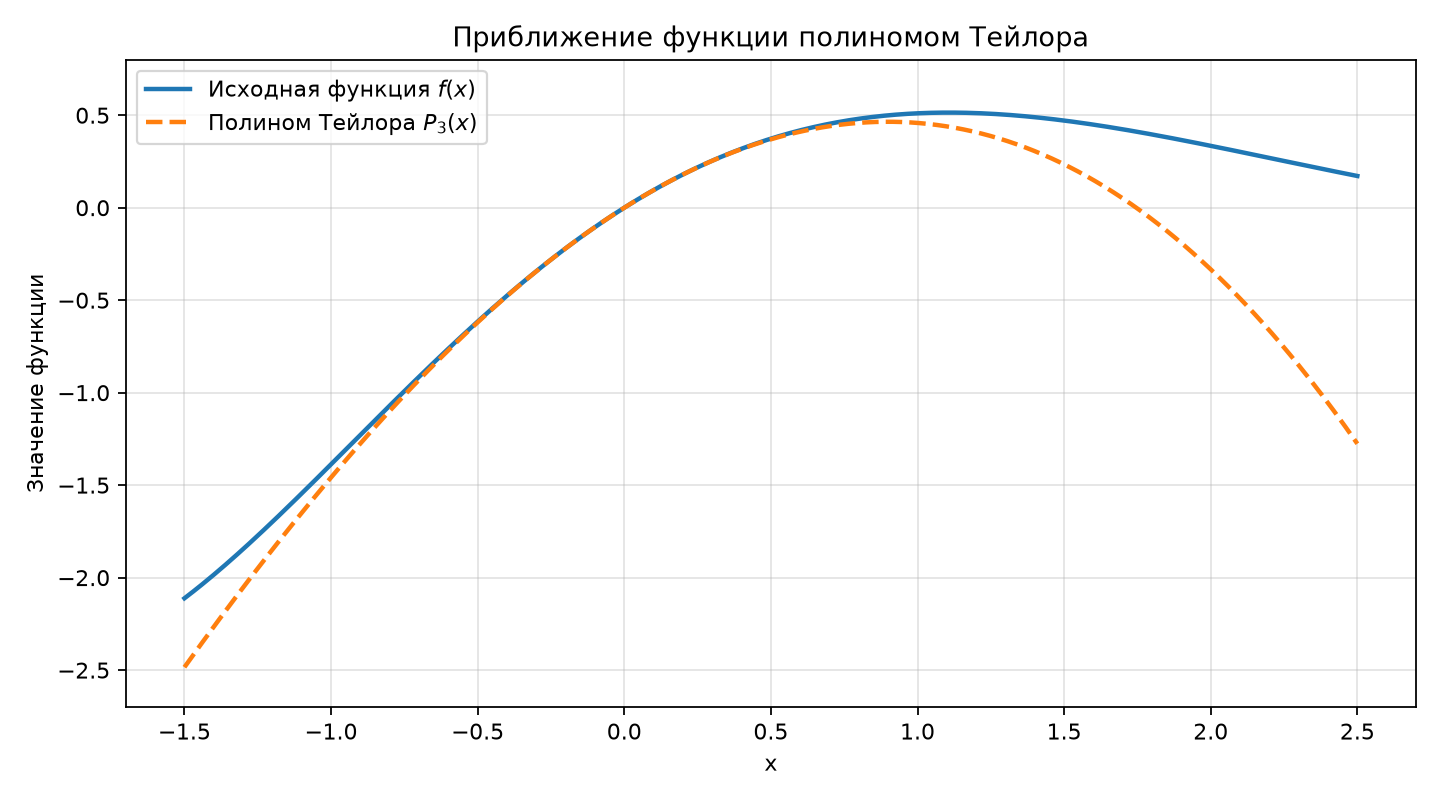 Приближение функции полиномом Тейлора
Исходная функция f(x)
Полином Тейлора P₃(x)
Значение функции
0.5
0.0
−0.5
−1.0
−1.5
−2.0
−2.5
−1.5 −1.0 −0.5 0.0 0.5 1.0 1.5 2.0 2.5
x